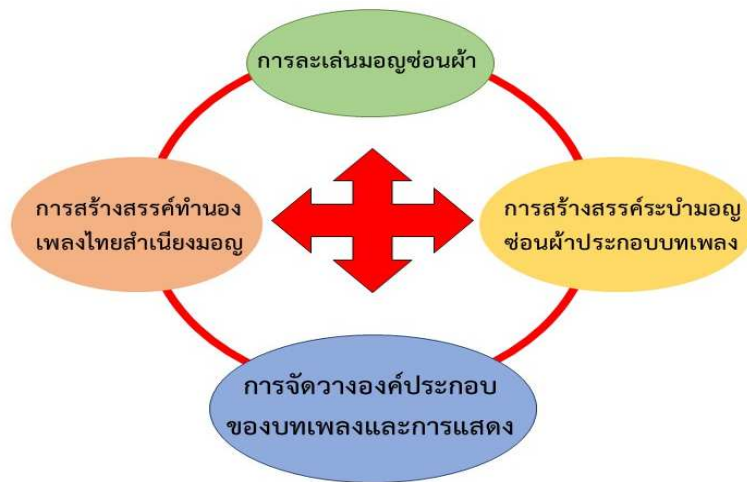 การละเล่นมอญซ่อนผ้า
การสร้างสรรค์ทำนอง
เพลงไทยสำเนียงมอญ
การสร้างสรรค์ระบำมอญ
ซ่อนผ้าประกอบบทเพลง
การจัดวางองค์ประกอบ
ของบทเพลงและการแสดง